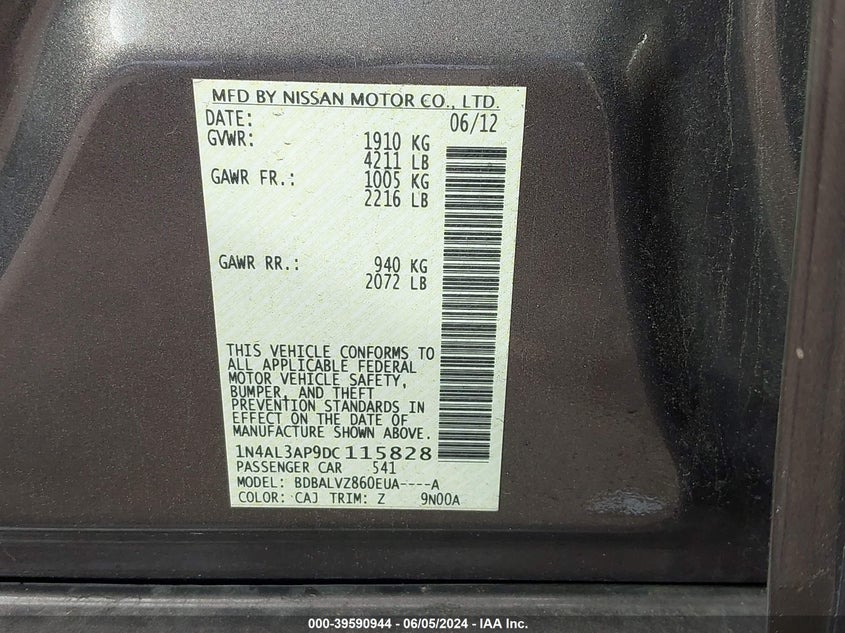 MFD BY NISSAN MOTOR CO., LTD.
DATE: 06/12
GVWR: 1910 KG
4211 LB
GAWR FR.: 1005 KG
2216 LB
GAWR RR.: 940 KG
2072 LB
THIS VEHICLE CONFORMS TO
ALL APPLICABLE FEDERAL
MOTOR VEHICLE SAFETY,
BUMPER, AND THEFT
PREVENTION STANDARDS IN
EFFECT ON THE DATE OF
MANUFACTURE SHOWN ABOVE.
1N4AL3AP9DC115828
PASSENGER CAR 541
MODEL: BDBALVZ860EUA----A
COLOR: CAJ TRIM: Z 9N00A
000-39590944 - 06/05/2024 - IAA Inc.